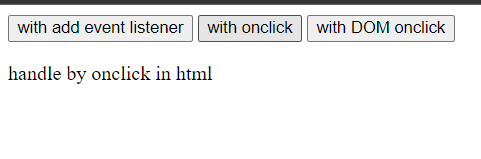 with add event listener with onclick with DOM onclick
handle by onclick in html